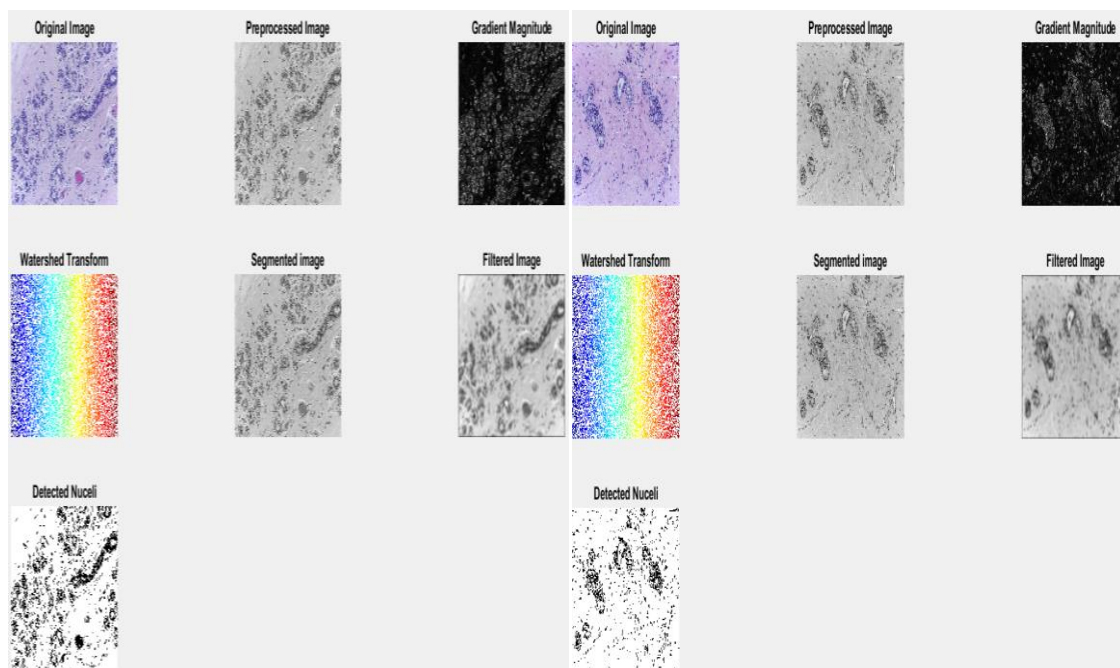 Original Image Preprocessed Image Gradient Magnitude Original Image Preprocessed Image Gradient Magnitude
Watershed Transform Segmented image Filtered Image Watershed Transform Segmented image Filtered Image
Detected Nuceli Detected Nuceli